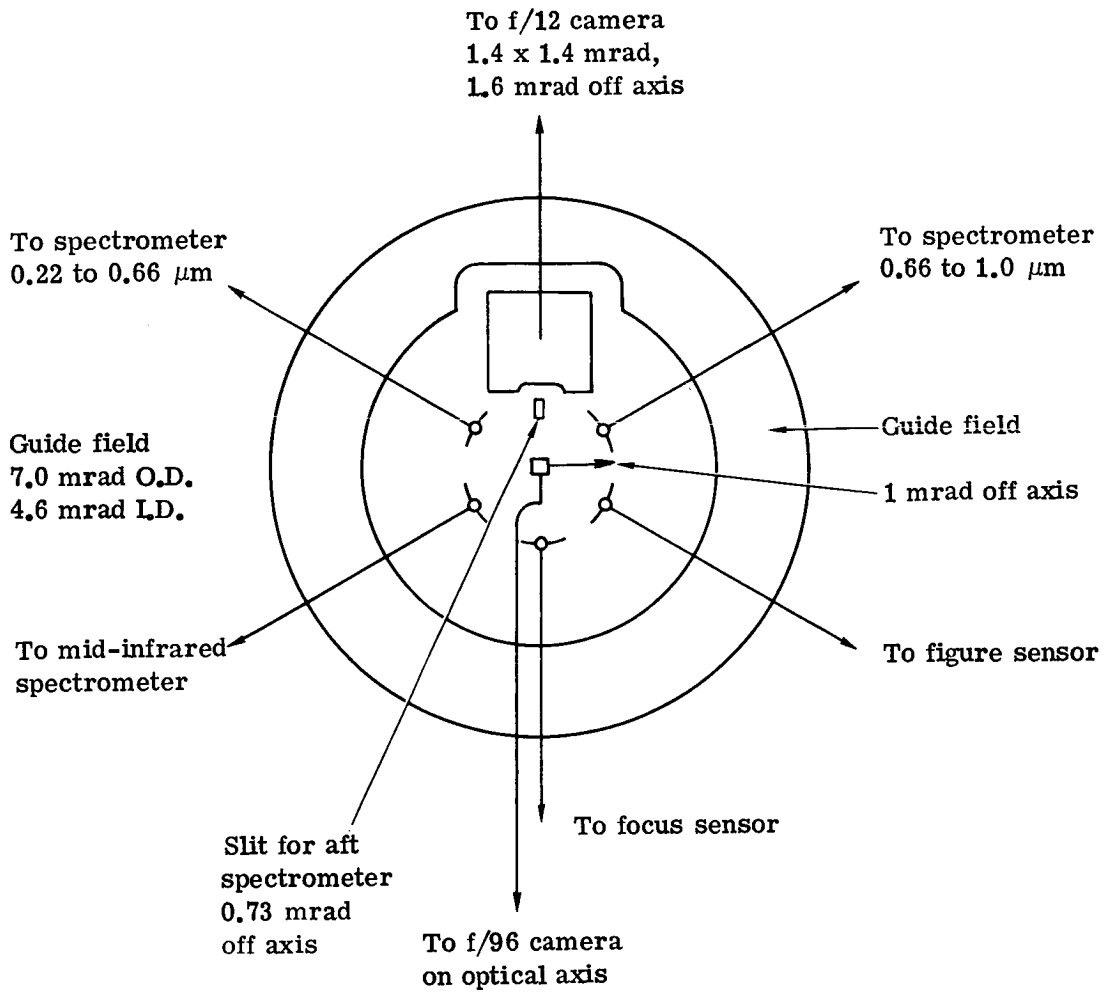 To f/12 camera
1.4 x 1.4 mrad,
1.6 mrad off axis
To spectrometer
0.22 to 0.66 μm
To spectrometer
0.66 to 1.0 μm
Guide field
7.0 mrad O.D.
4.6 mrad I.D.
Guide field
1 mrad off axis
To mid-infrared
spectrometer
To figure sensor
To focus sensor
Slit for aft
spectrometer
0.73 mrad
off axis
To f/96 camera
on optical axis